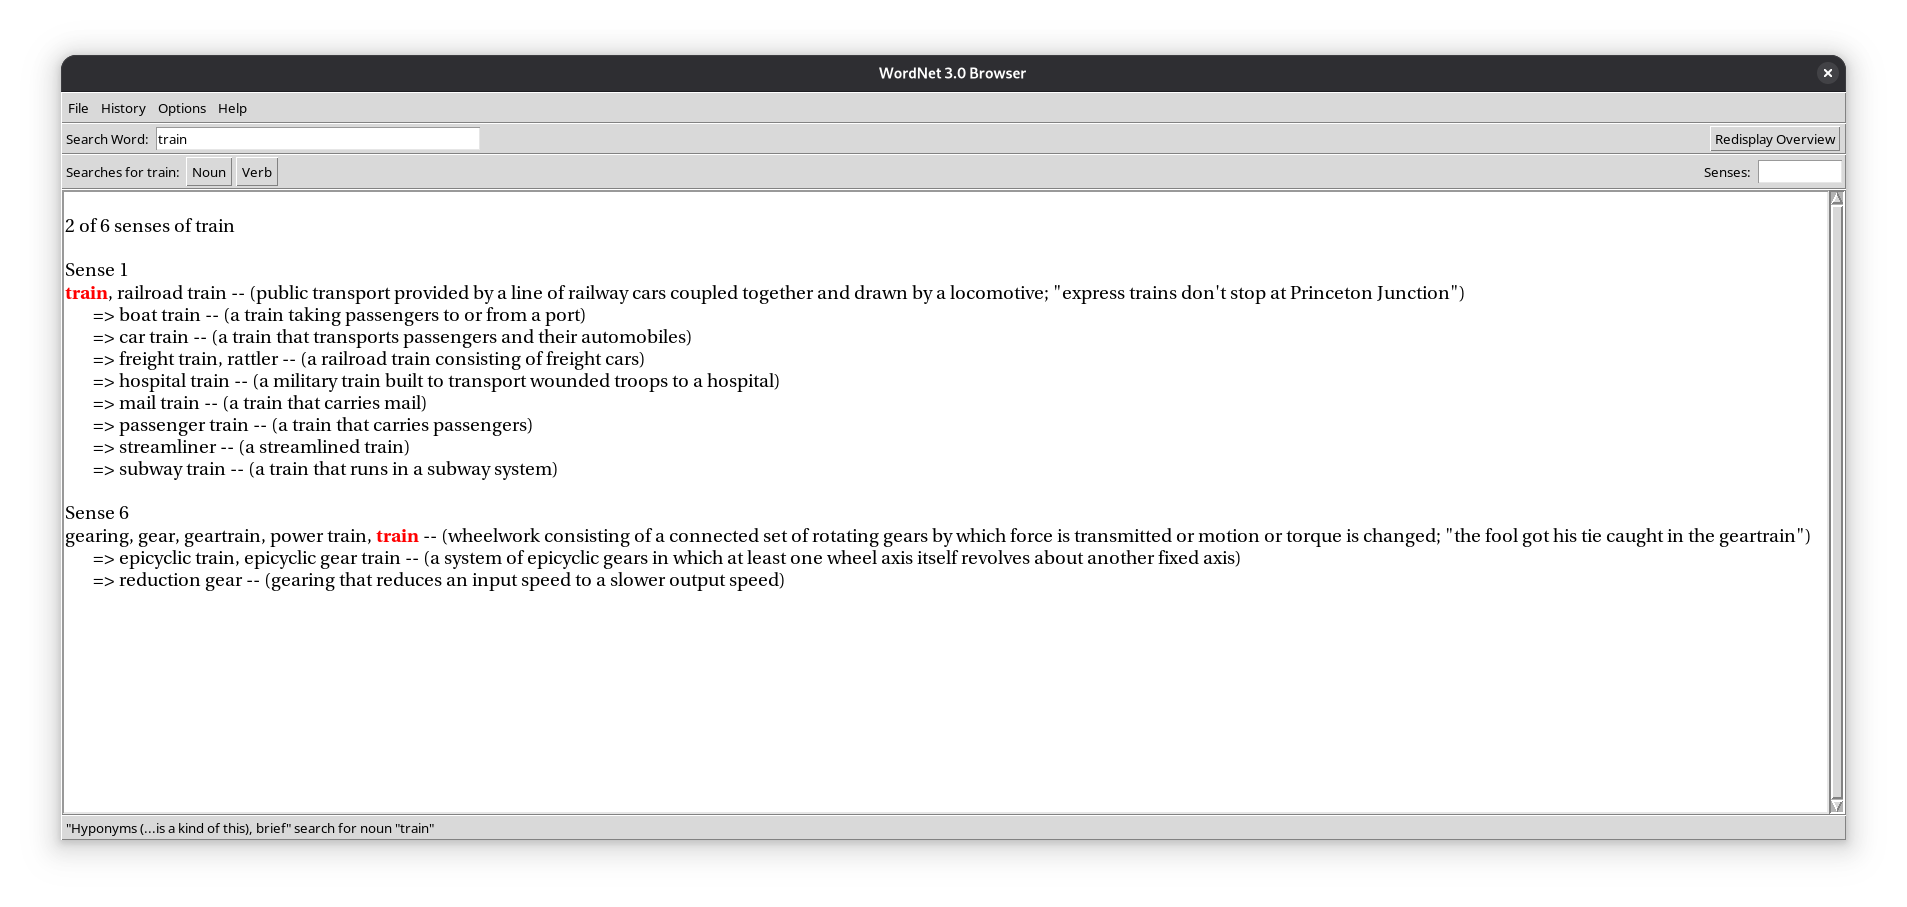 WordNet 3.0 Browser
File History Options Help
Search Word: train Redisplay Overview
Searches for train: Noun Verb Senses:
2 of 6 senses of train
Sense 1
train, railroad train -- (public transport provided by a line of railway cars coupled together and drawn by a locomotive; "express trains don't stop at Princeton Junction")
=> boat train -- (a train taking passengers to or from a port)
=> car train -- (a train that transports passengers and their automobiles)
=> freight train, rattler -- (a railroad train consisting of freight cars)
=> hospital train -- (a military train built to transport wounded troops to a hospital)
=> mail train -- (a train that carries mail)
=> passenger train -- (a train that carries passengers)
=> streamliner -- (a streamlined train)
=> subway train -- (a train that runs in a subway system)
Sense 6
gearing, gear, geartrain, power train, train -- (wheelwork consisting of a connected set of rotating gears by which force is transmitted or motion or torque is changed; "the fool got his tie caught in the geartrain")
=> epicyclic train, epicyclic gear train -- (a system of epicyclic gears in which at least one wheel axis itself revolves about another fixed axis)
=> reduction gear -- (gearing that reduces an input speed to a slower output speed)
"Hyponyms (...is a kind of this), brief" search for noun "train"